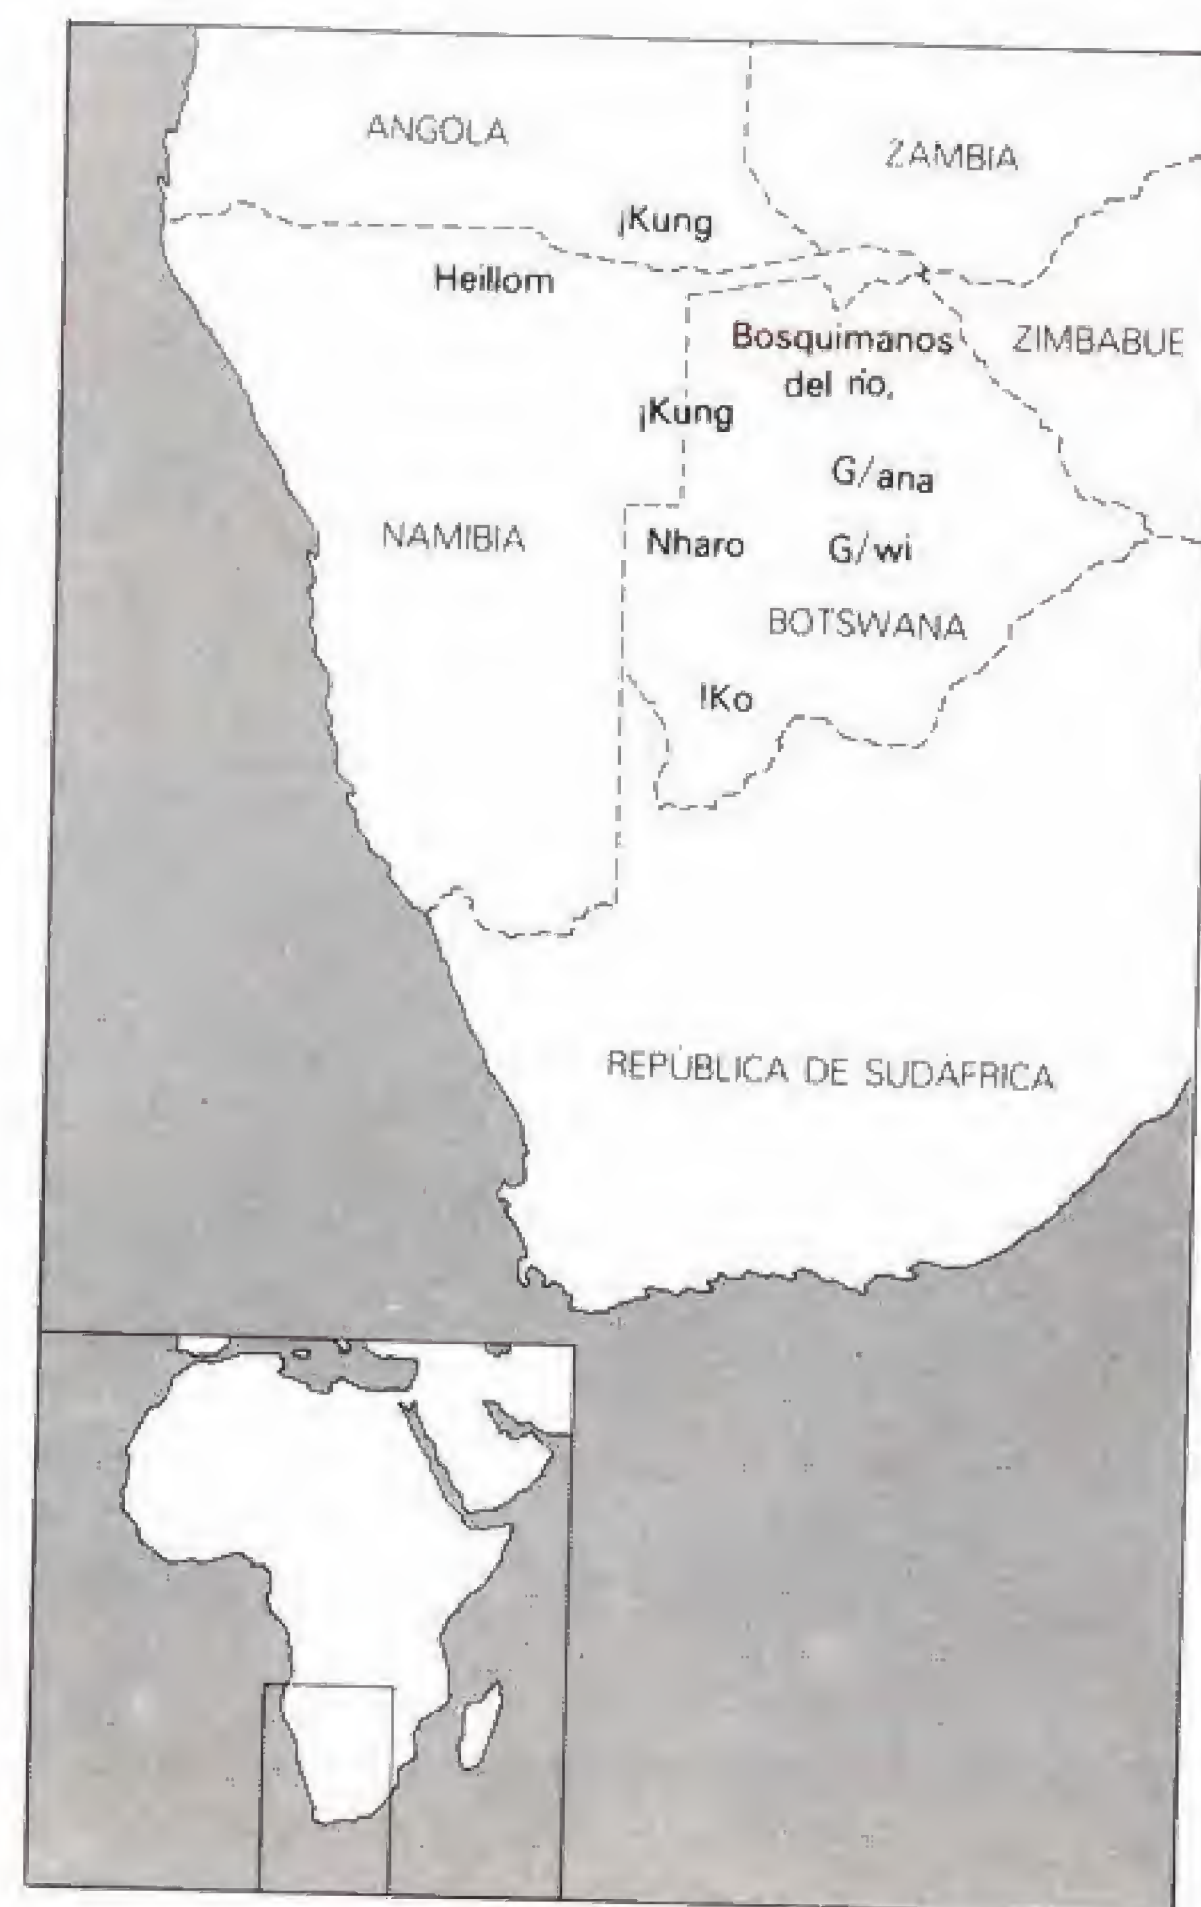 ANGOLA
ZAMBIA
¡Kung
Heillom
Bosquimanos
del río,
ZIMBABUE
¡Kung
G/ana
NAMIBIA
Nharo
G/wi
BOTSWANA
!Ko
REPÚBLICA DE SUDÁFRICA